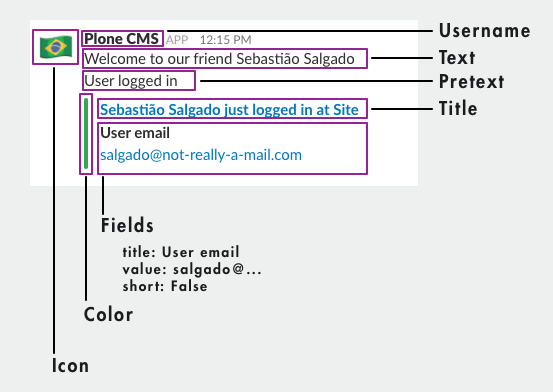 Plone CMS APP 12:15 PM
Username
Welcome to our friend Sebastião Salgado
Text
User logged in
Pretext
Sebastião Salgado just logged in at Site
Title
User email
salgado@not-really-a-mail.com
Fields
title: User email
value: salgado@...
short: False
Color
Icon